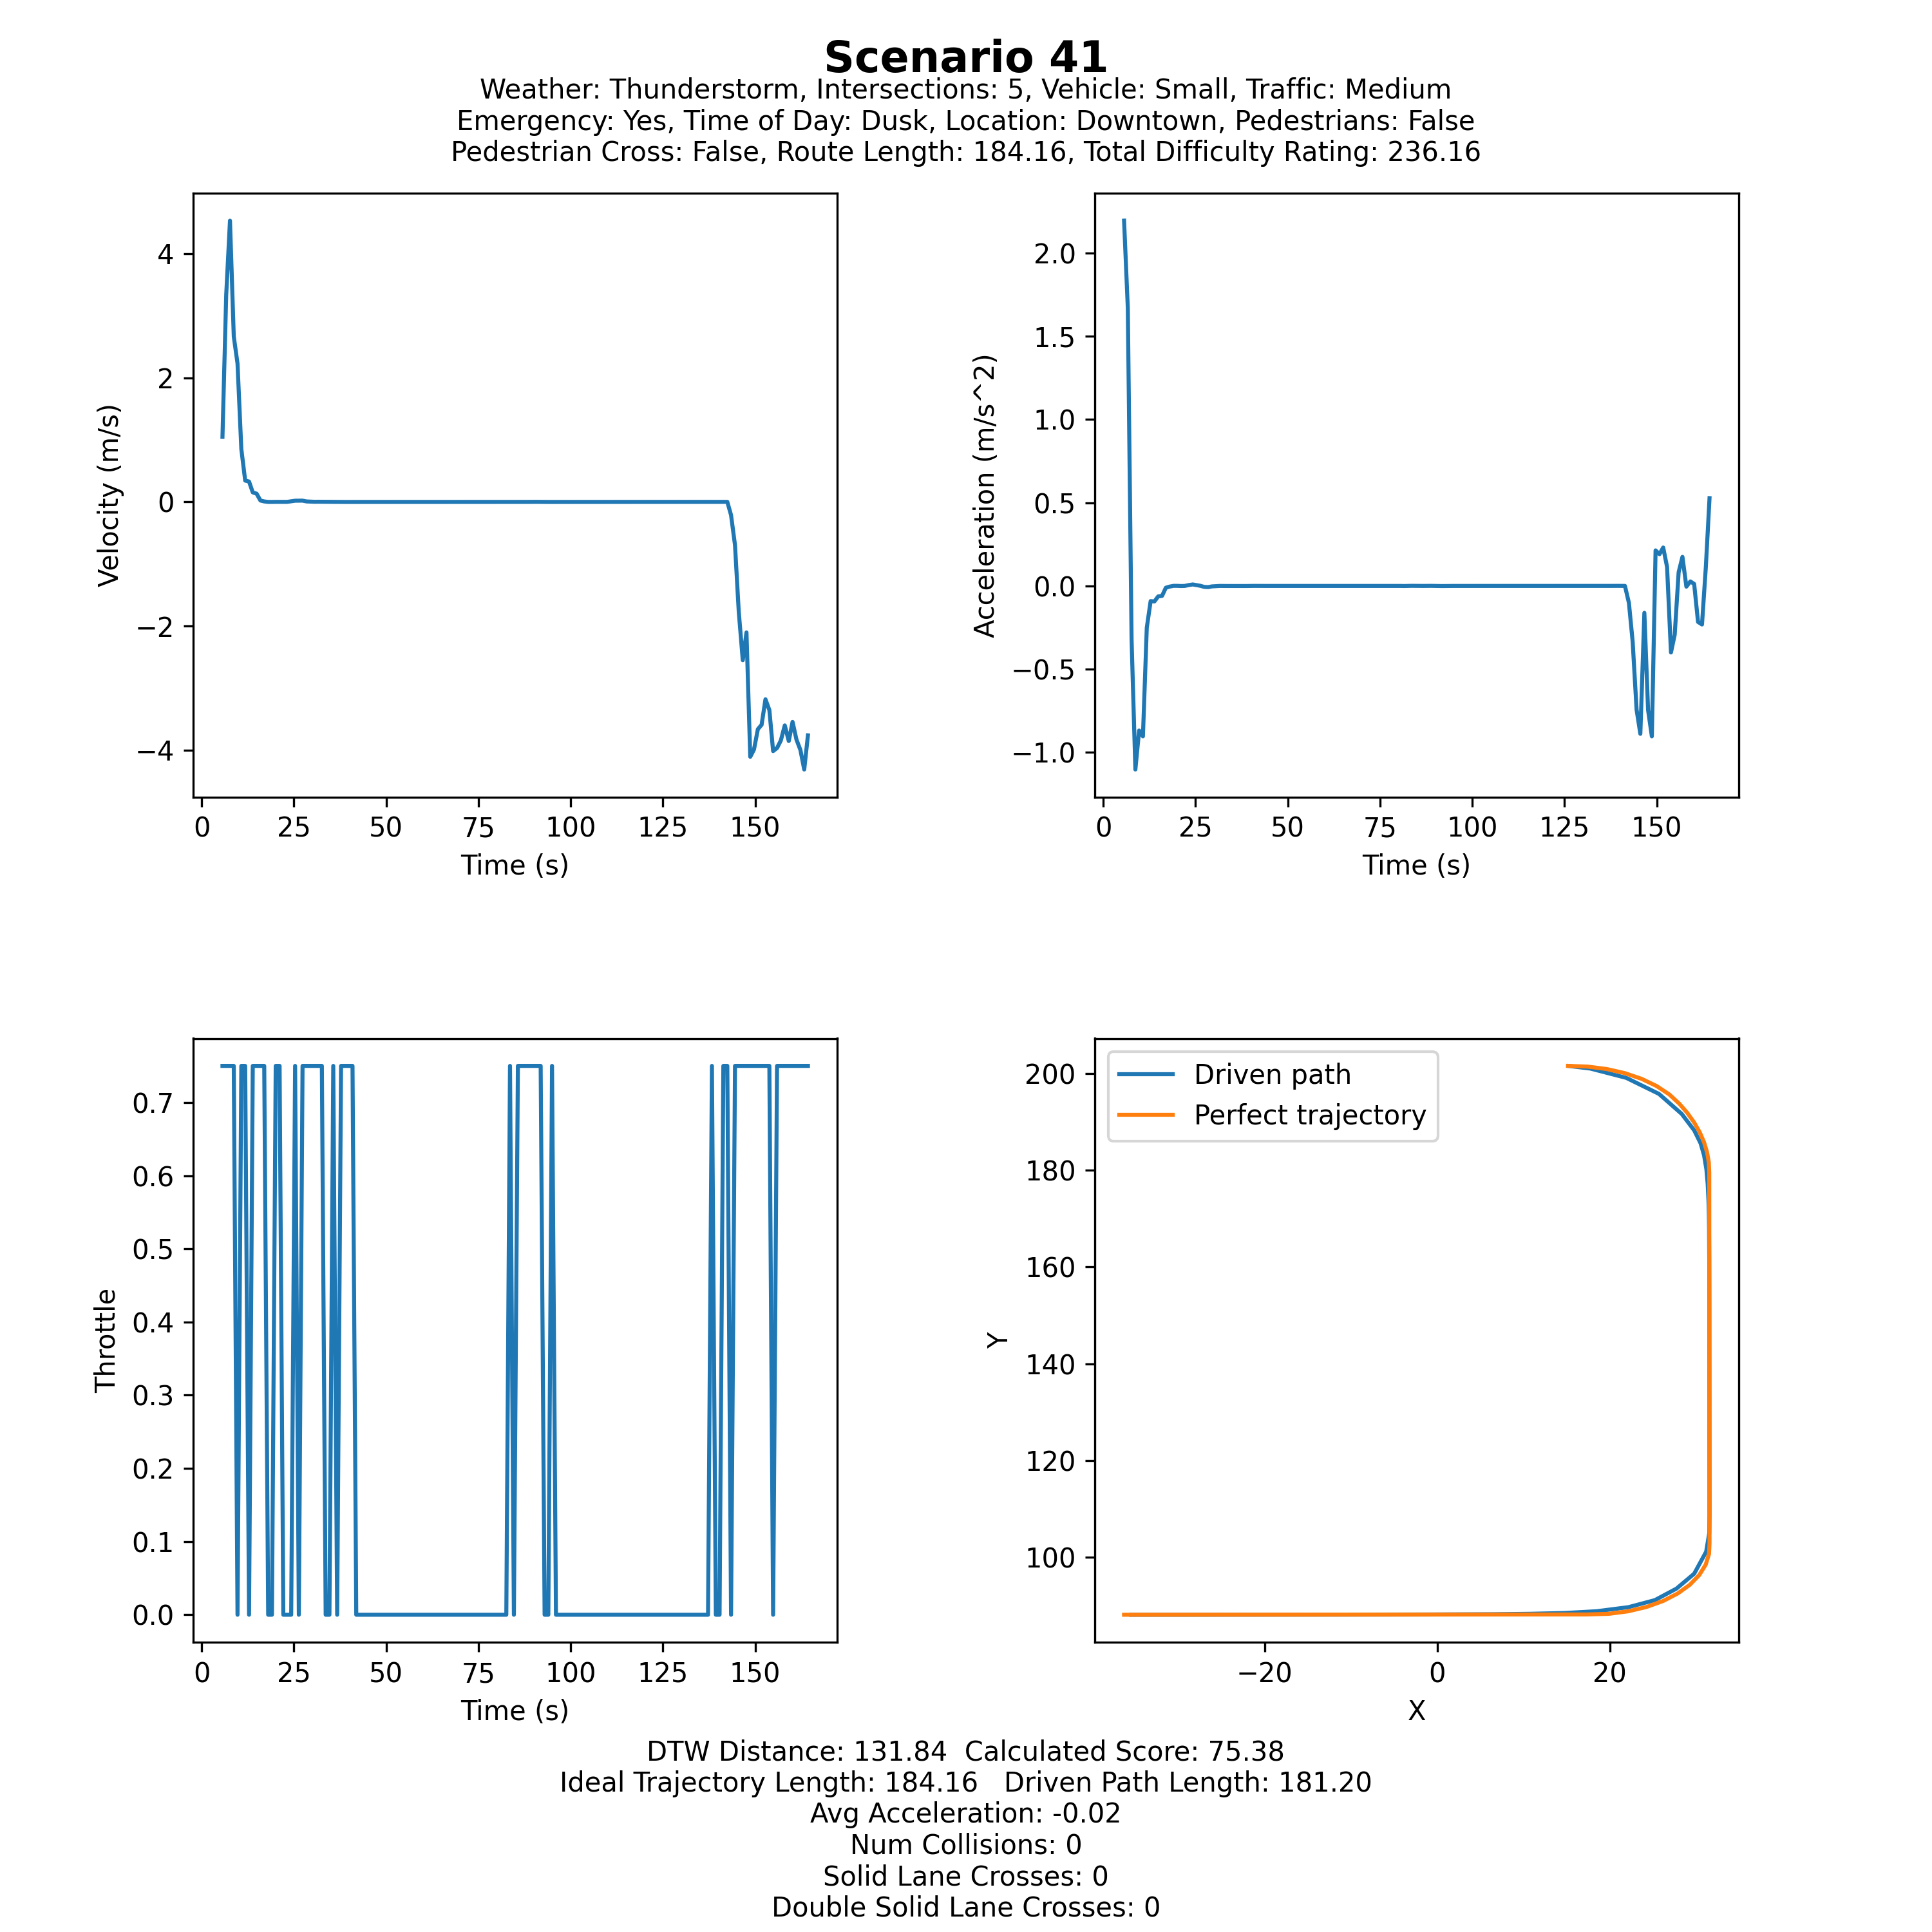 Scenario 41
Weather: Thunderstorm, Intersections: 5, Vehicle: Small, Traffic: Medium
Emergency: Yes, Time of Day: Dusk, Location: Downtown, Pedestrians: False
Pedestrian Cross: False, Route Length: 184.16, Total Difficulty Rating: 236.16
4
2
0
−2
−4
Velocity (m/s)
0 25 50 75 100 125 150
Time (s)
2.0
1.5
1.0
0.5
0.0
−0.5
−1.0
Acceleration (m/s^2)
0 25 50 75 100 125 150
Time (s)
0.7
0.6
0.5
0.4
0.3
0.2
0.1
0.0
Throttle
0 25 50 75 100 125 150
Time (s)
Driven path
Perfect trajectory
200
180
160
140
120
100
Y
−20 0 20
X
DTW Distance: 131.84  Calculated Score: 75.38
Ideal Trajectory Length: 184.16   Driven Path Length: 181.20
Avg Acceleration: -0.02
Num Collisions: 0
Solid Lane Crosses: 0
Double Solid Lane Crosses: 0